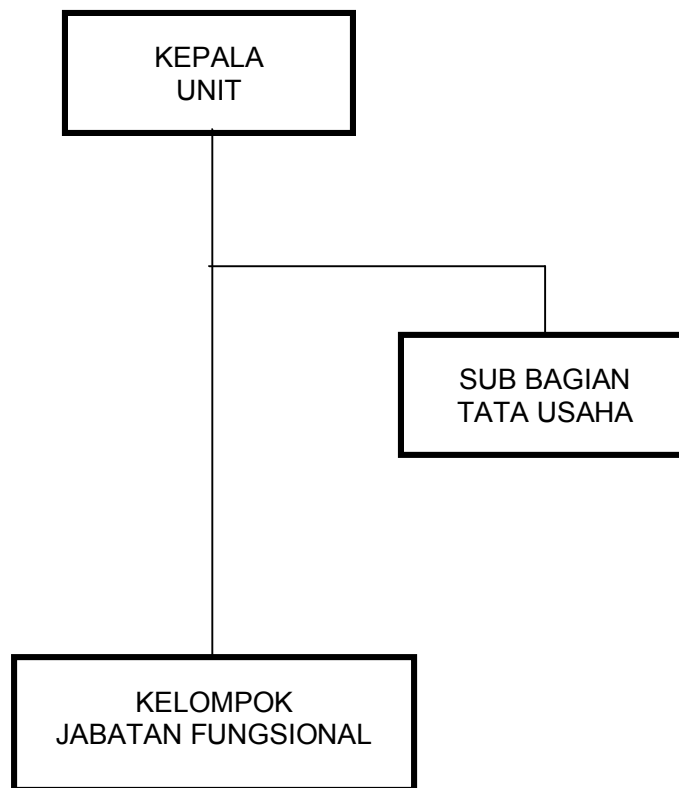 KEPALA
UNIT
SUB BAGIAN
TATA USAHA
KELOMPOK
JABATAN FUNGSIONAL